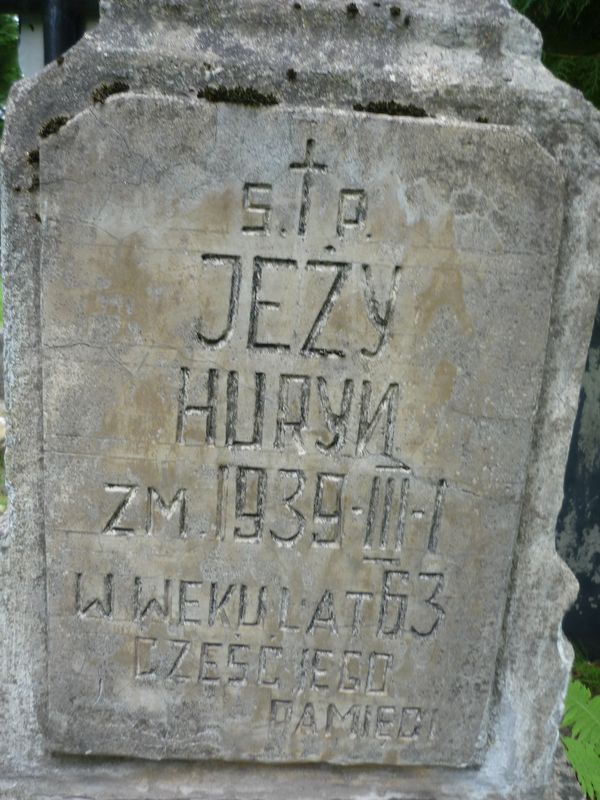 Ś. † P.
JEŻY
HURYN
ZM. 1939·III·1
W WEKU LAT 63
CZEŚĆ JEGO
PAMIĘCI